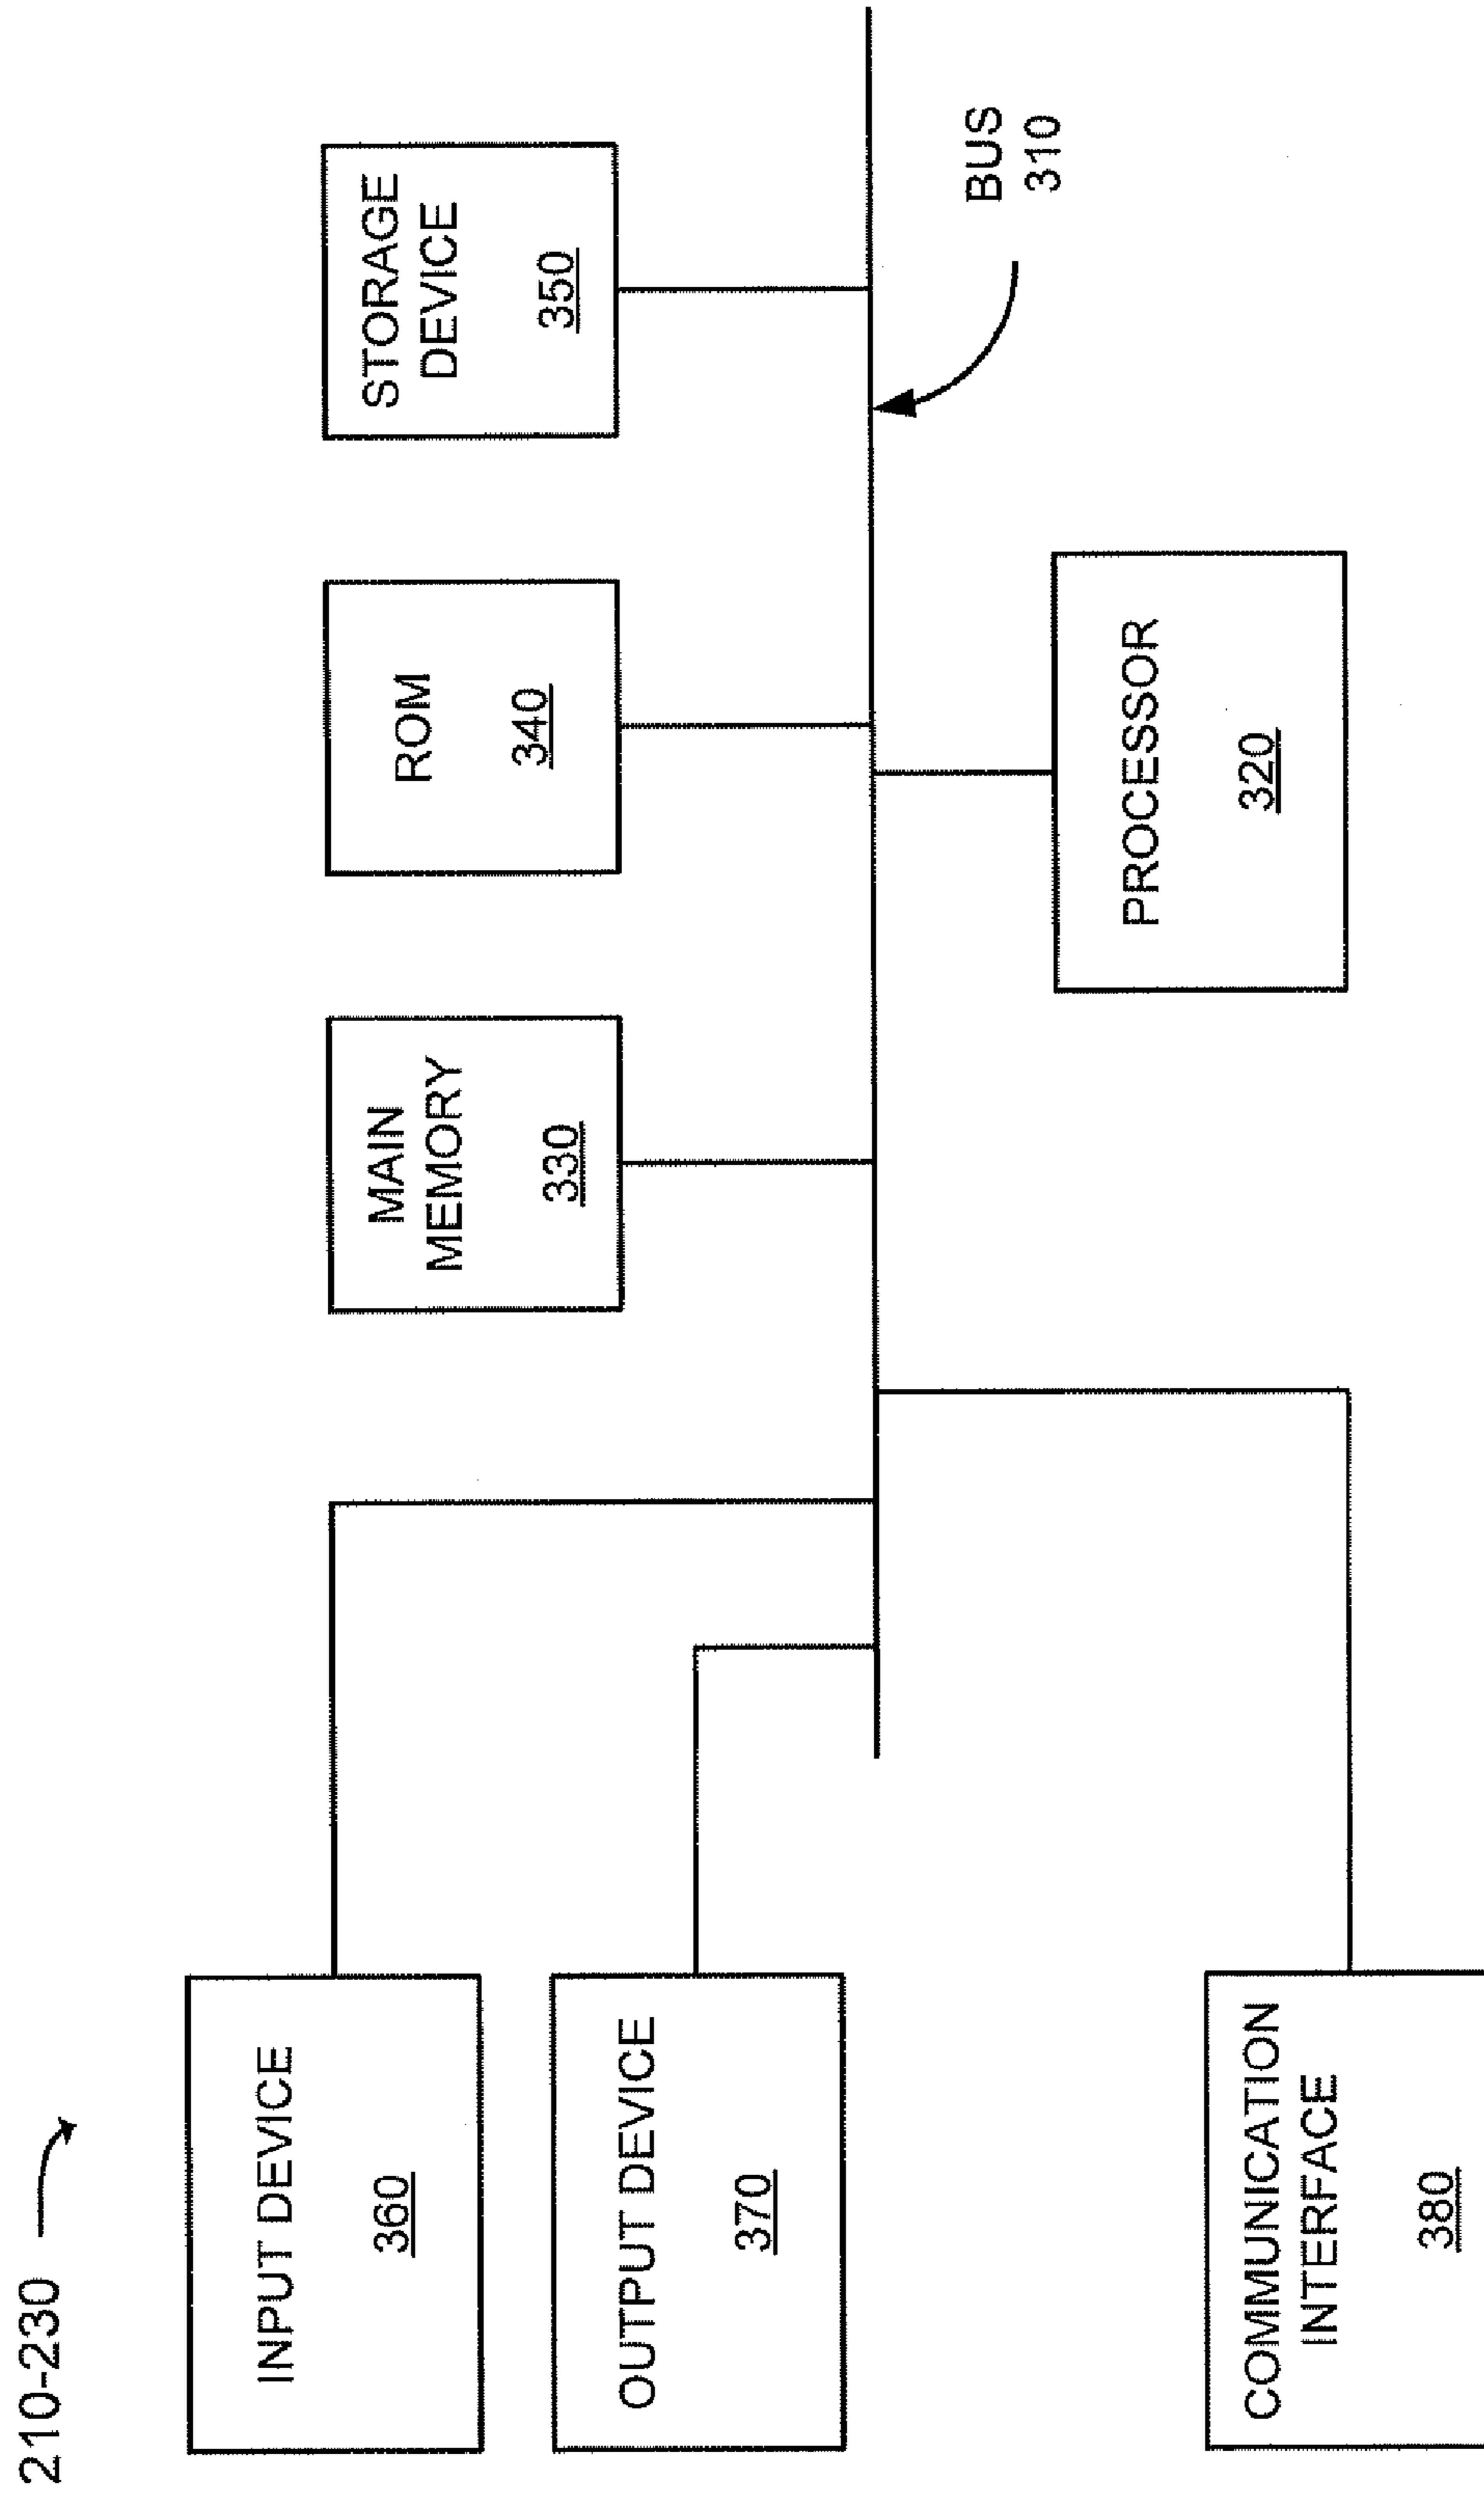 210-230
INPUT DEVICE
360
OUTPUT DEVICE
370
COMMUNICATION
INTERFACE
380
MAIN
MEMORY
330
ROM
340
STORAGE
DEVICE
350
PROCESSOR
320
BUS
310